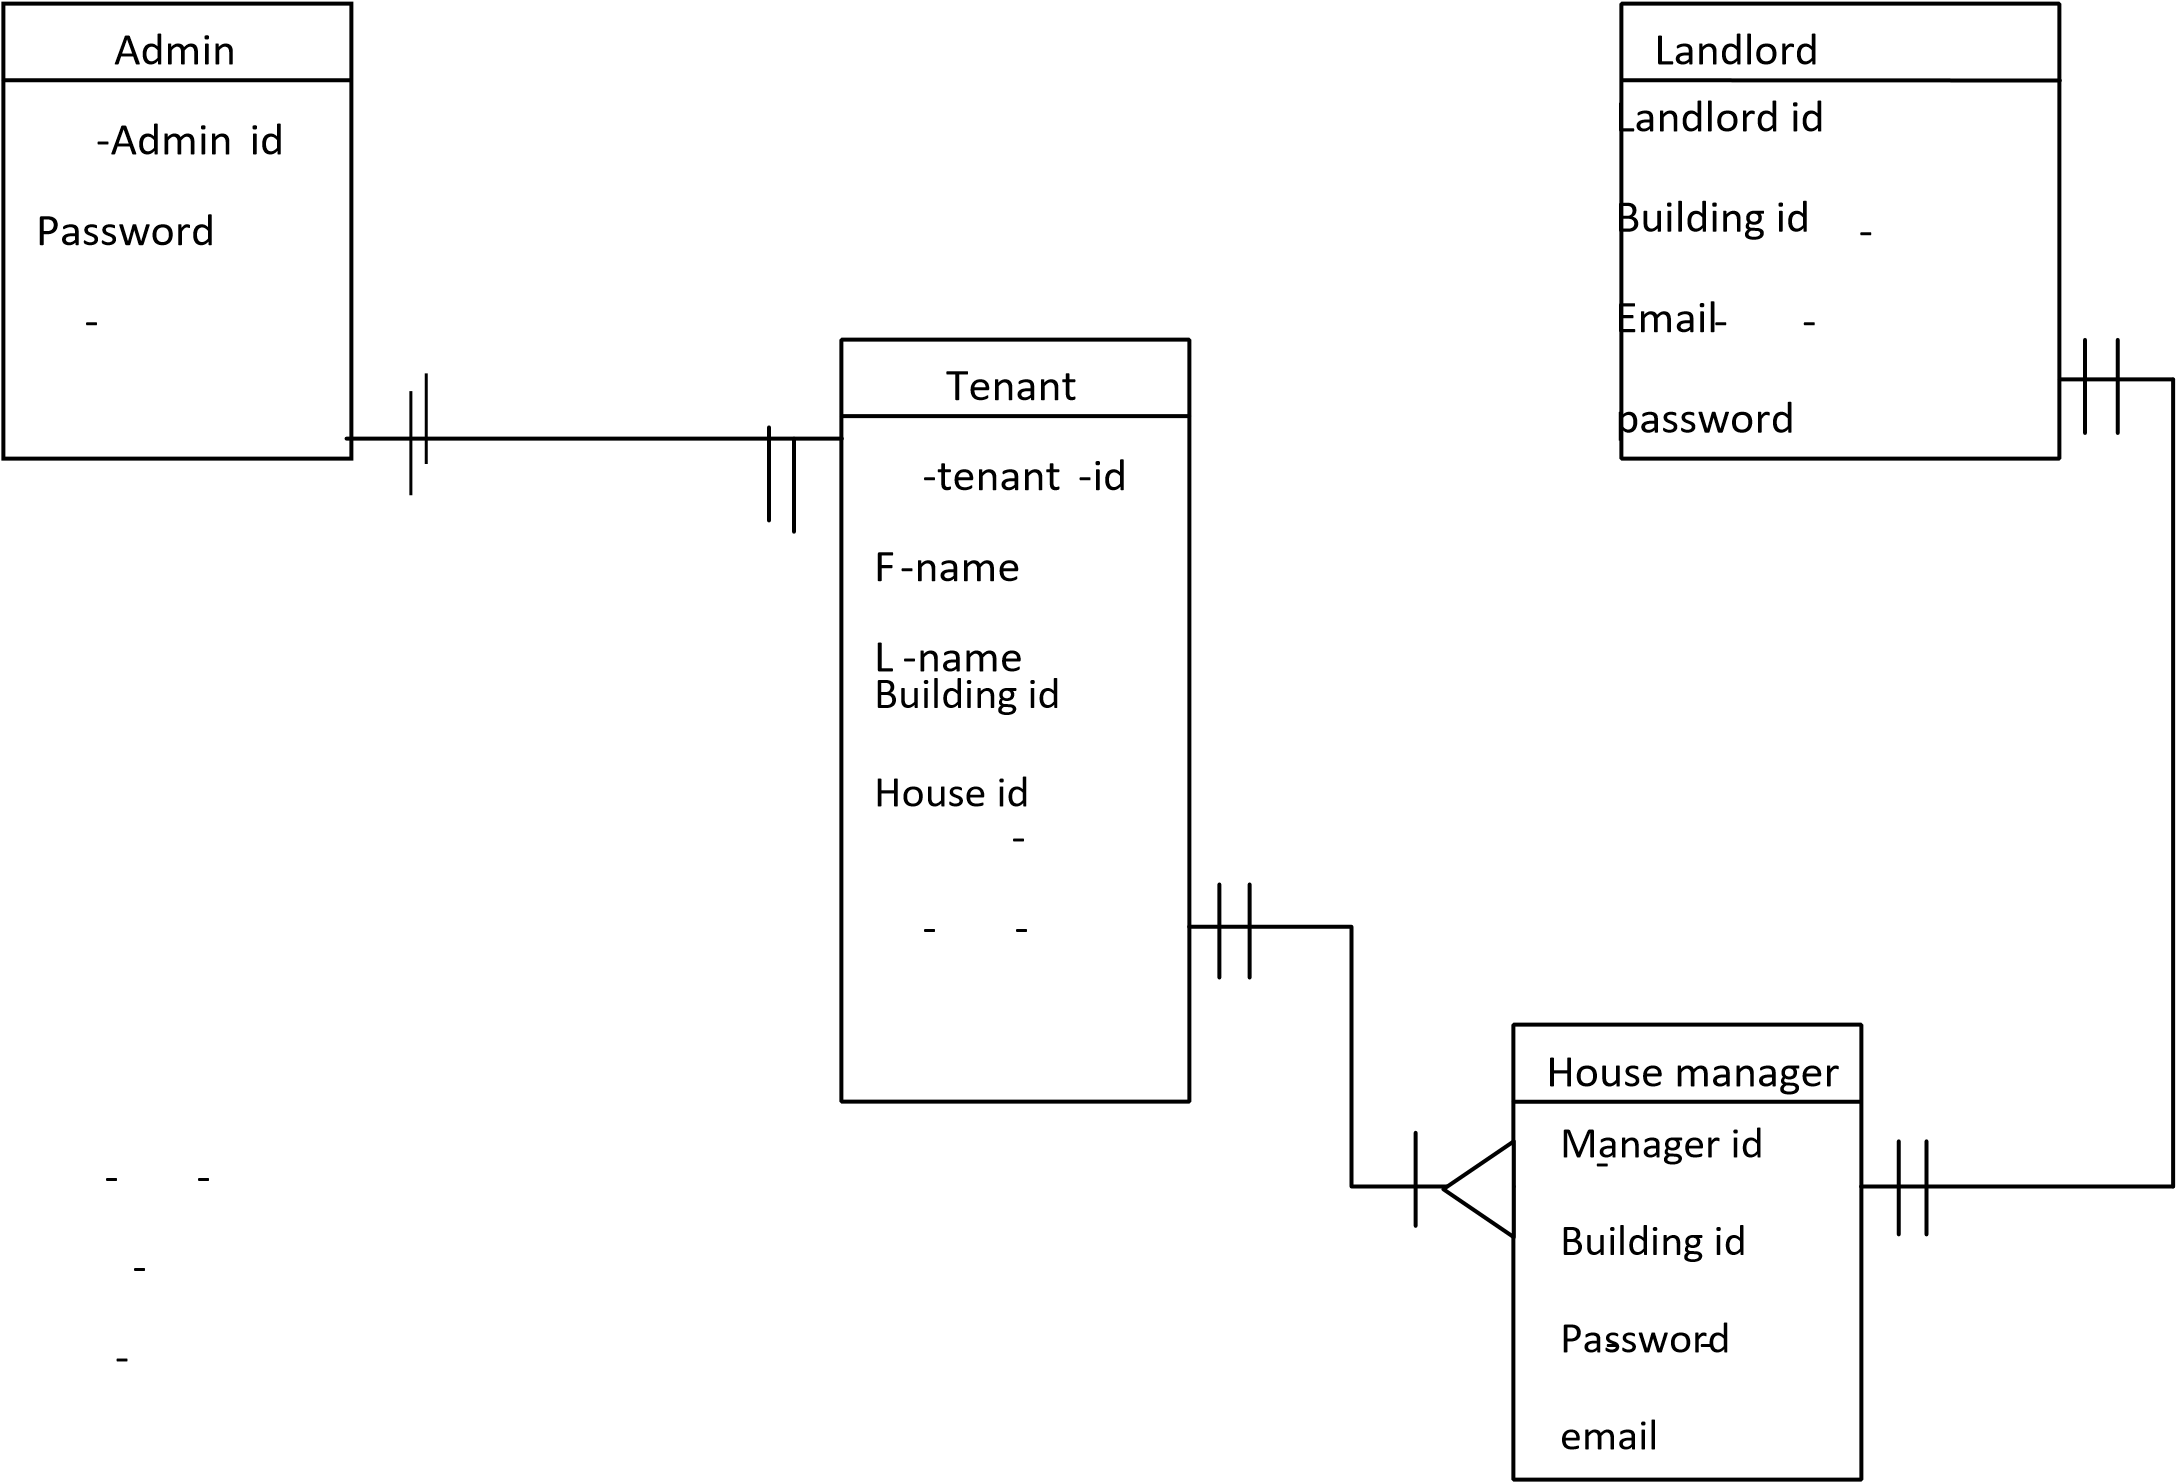 Admin
-Admin id
Password
-
Landlord
Landlord id
Building id -
Email- -
password
Tenant
-tenant -id
F-name
L-name
Building id
House id
-
- -
House manager
Manager id
-
Building id
Password
- -
email
- -
-
-